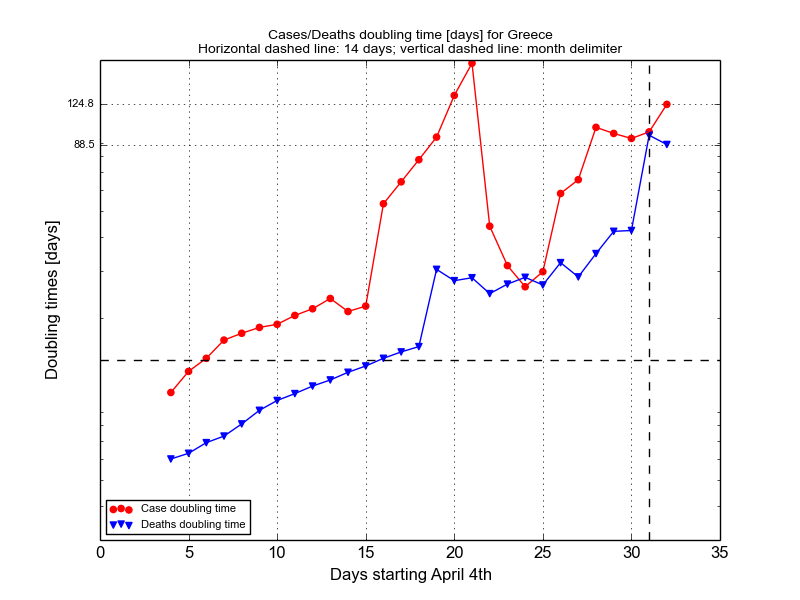 Cases/Deaths doubling time [days] for Greece
Horizontal dashed line: 14 days; vertical dashed line: month delimiter
124.8
88.5
Doubling times [days]
Case doubling time
Deaths doubling time
0 5 10 15 20 25 30 35
Days starting April 4th